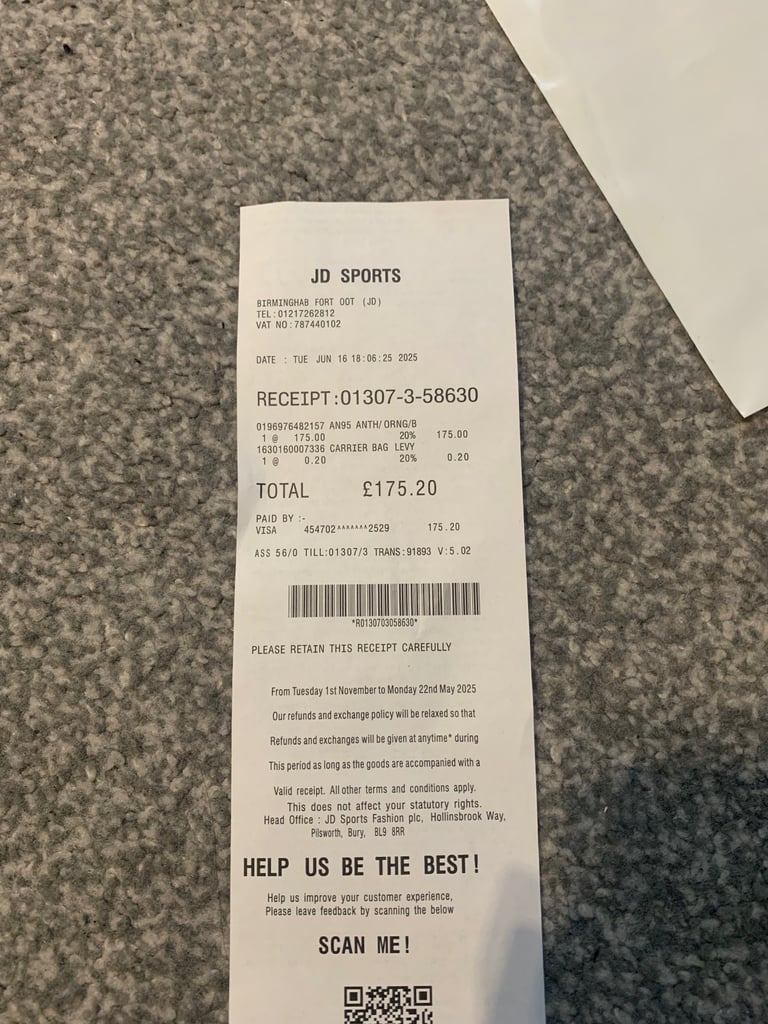 JD SPORTS
BIRMINGHAB FORT OOT (JD)
TEL:01217262812
VAT NO:787440102
DATE : TUE JUN 16 18:06:25 2025
RECEIPT:01307-3-58630
0196976482157 AN95 ANTH/ORNG/B
1 @ 175.00 20% 175.00
1630160007336 CARRIER BAG LEVY
1 @ 0.20 20% 0.20
TOTAL £175.20
PAID BY :-
VISA 454702^^^^^^^2529 175.20
ASS 56/0 TILL:01307/3 TRANS:91893 V:5.02
*R0130703058630*
PLEASE RETAIN THIS RECEIPT CAREFULLY
From Tuesday 1st November to Monday 22nd May 2025
Our refunds and exchange policy will be relaxed so that
Refunds and exchanges will be given at anytime* during
This period as long as the goods are accompanied with a
Valid receipt. All other terms and conditions apply.
This does not affect your statutory rights.
Head Office : JD Sports Fashion plc, Hollinsbrook Way,
Pilsworth, Bury, BL9 8RR
HELP US BE THE BEST!
Help us improve your customer experience,
Please leave feedback by scanning the below
SCAN ME!